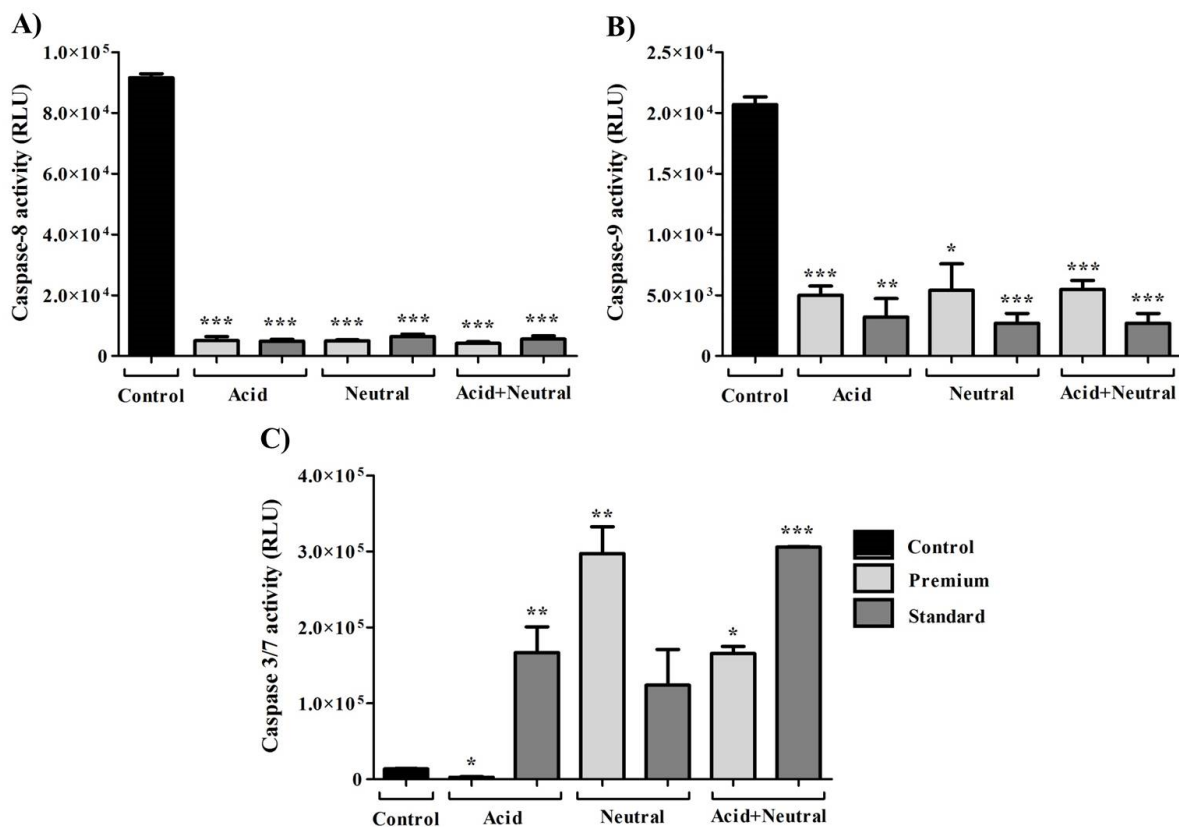 A)
Caspase-8 activity (RLU)
1.0×10⁵
8.0×10⁴
6.0×10⁴
4.0×10⁴
2.0×10⁴
0
*** *** *** *** *** ***
Control Acid Neutral Acid+Neutral
B)
Caspase-9 activity (RLU)
2.5×10⁴
2.0×10⁴
1.5×10⁴
1.0×10⁴
5.0×10³
0
*** ** * *** *** ***
Control Acid Neutral Acid+Neutral
C)
Caspase 3/7 activity (RLU)
4.0×10⁵
3.0×10⁵
2.0×10⁵
1.0×10⁵
0
* ** ** * ***
Control Acid Neutral Acid+Neutral
Control
Premium
Standard